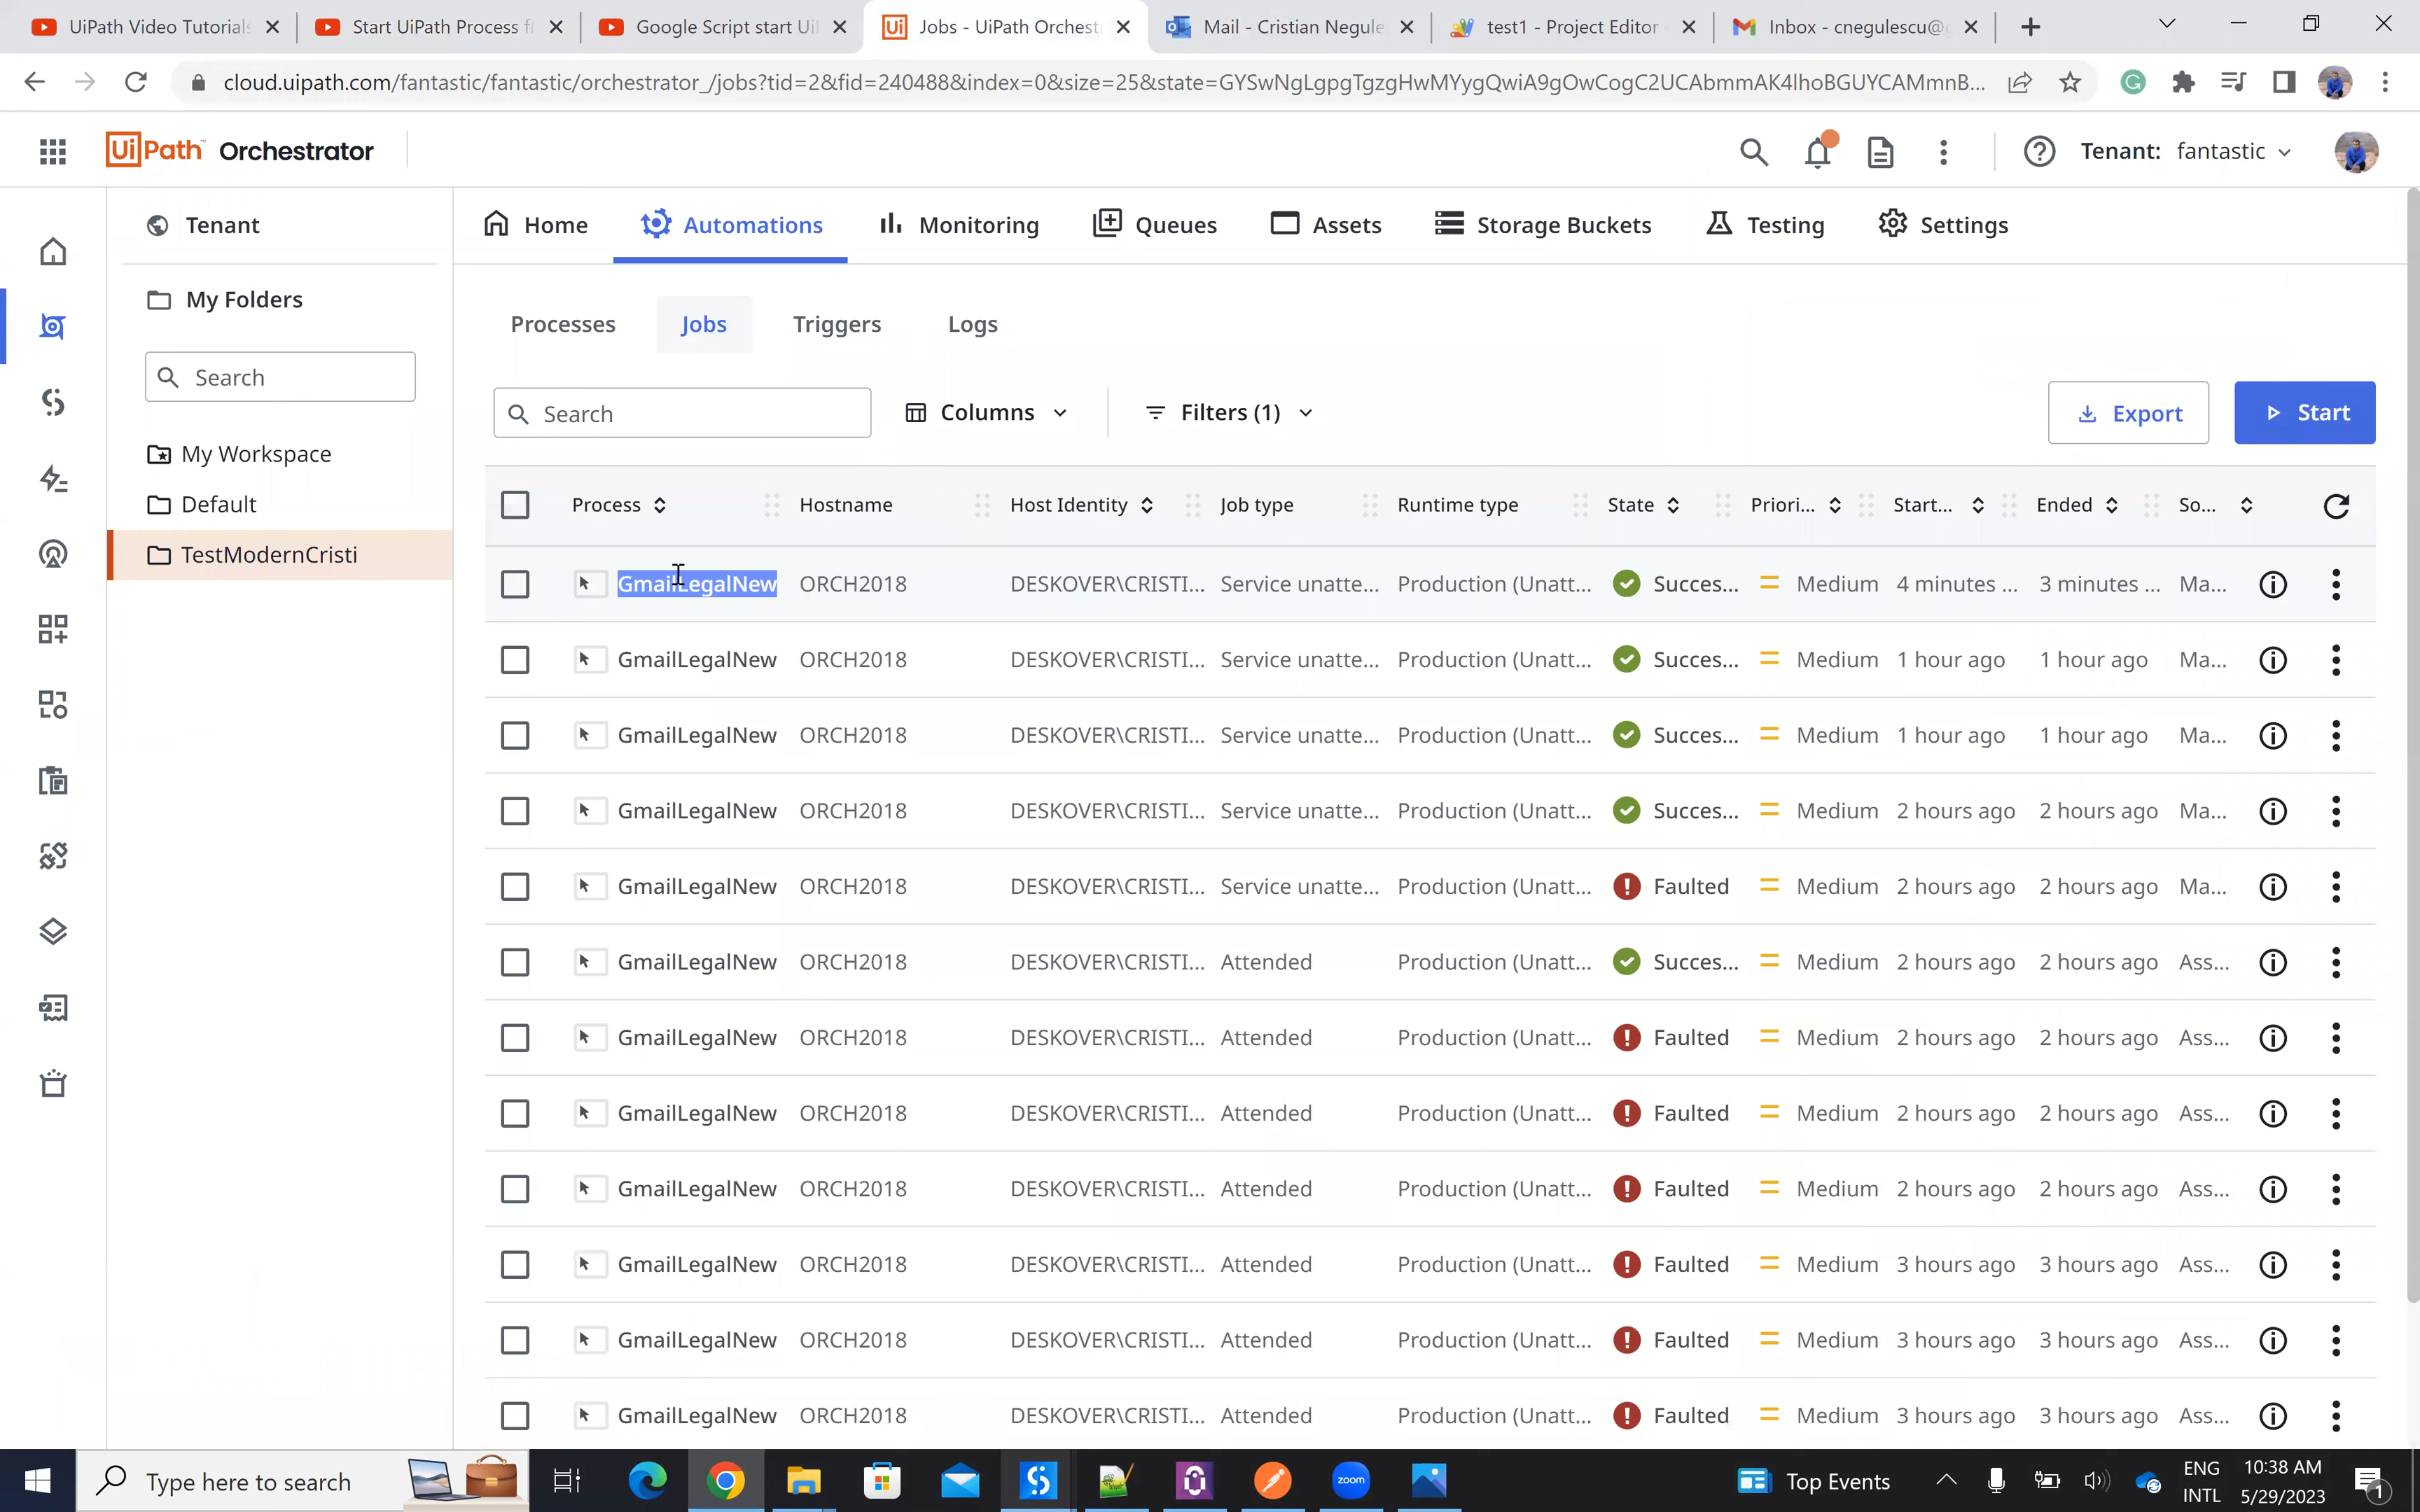 UiPath Video Tutorials
Start UiPath Process f
Google Script start Ui
Jobs - UiPath Orchest
Mail - Cristian Negule
test1 - Project Editor
Inbox - cnegulescu@g
cloud.uipath.com/fantastic/fantastic/orchestrator_/jobs?tid=2&fid=240488&index=0&size=25&state=GYSwNgLgpgTgzgHwMYygQwiA9gOwCogC2UCAbmmAK4lhoBGUYCAMmnB...
UiPath Orchestrator
Tenant: fantastic
Tenant
Home
Automations
Monitoring
Queues
Assets
Storage Buckets
Testing
Settings
My Folders
Search
My Workspace
Default
TestModernCristi
Processes
Jobs
Triggers
Logs
Search
Columns
Filters (1)
Export
Start
Process Hostname Host Identity Job type Runtime type State Priori... Start... Ended So...
GmailLegalNew ORCH2018 DESKOVER\CRISTI... Service unatte... Production (Unatt... Succes... Medium 4 minutes ... 3 minutes ... Ma...
GmailLegalNew ORCH2018 DESKOVER\CRISTI... Service unatte... Production (Unatt... Succes... Medium 1 hour ago 1 hour ago Ma...
GmailLegalNew ORCH2018 DESKOVER\CRISTI... Service unatte... Production (Unatt... Succes... Medium 1 hour ago 1 hour ago Ma...
GmailLegalNew ORCH2018 DESKOVER\CRISTI... Service unatte... Production (Unatt... Succes... Medium 2 hours ago 2 hours ago Ma...
GmailLegalNew ORCH2018 DESKOVER\CRISTI... Service unatte... Production (Unatt... Faulted Medium 2 hours ago 2 hours ago Ma...
GmailLegalNew ORCH2018 DESKOVER\CRISTI... Attended Production (Unatt... Succes... Medium 2 hours ago 2 hours ago Ass...
GmailLegalNew ORCH2018 DESKOVER\CRISTI... Attended Production (Unatt... Faulted Medium 2 hours ago 2 hours ago Ass...
GmailLegalNew ORCH2018 DESKOVER\CRISTI... Attended Production (Unatt... Faulted Medium 2 hours ago 2 hours ago Ass...
GmailLegalNew ORCH2018 DESKOVER\CRISTI... Attended Production (Unatt... Faulted Medium 2 hours ago 2 hours ago Ass...
GmailLegalNew ORCH2018 DESKOVER\CRISTI... Attended Production (Unatt... Faulted Medium 3 hours ago 3 hours ago Ass...
GmailLegalNew ORCH2018 DESKOVER\CRISTI... Attended Production (Unatt... Faulted Medium 3 hours ago 3 hours ago Ass...
GmailLegalNew ORCH2018 DESKOVER\CRISTI... Attended Production (Unatt... Faulted Medium 3 hours ago 3 hours ago Ass...
Type here to search
zoom
Top Events
ENG
INTL
10:38 AM
5/29/2023
1